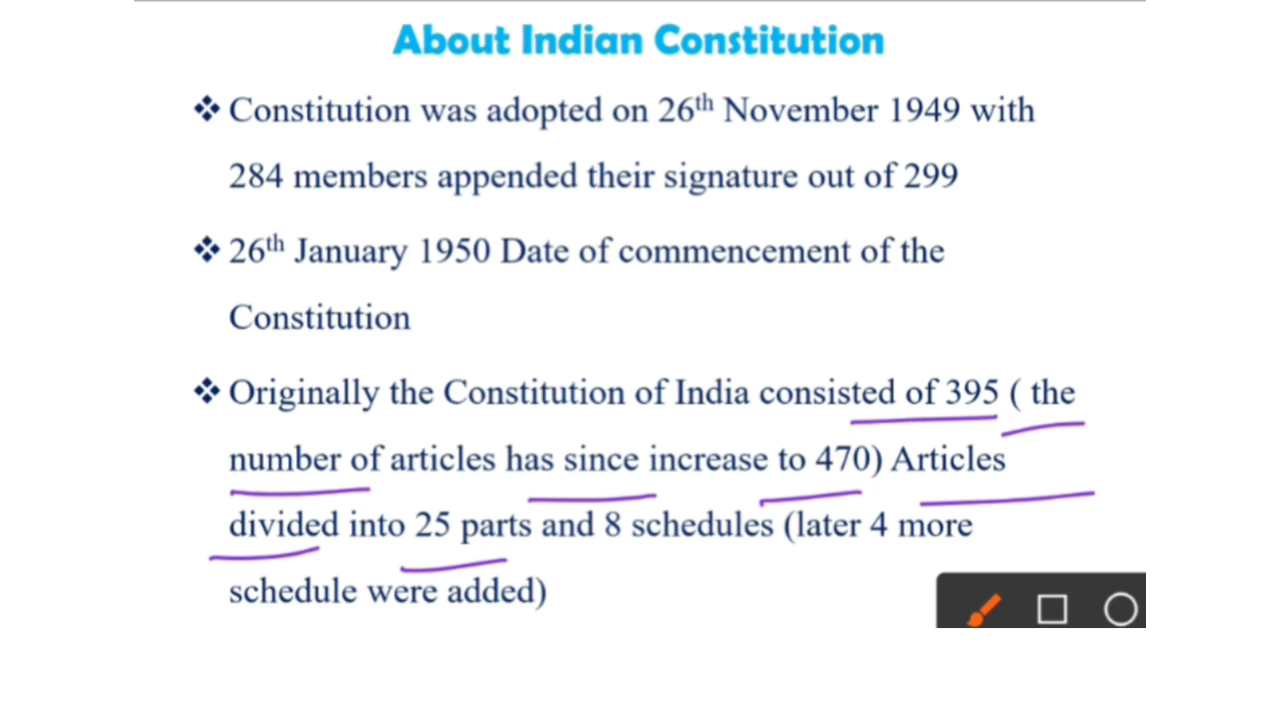 About Indian Constitution
❖ Constitution was adopted on 26th November 1949 with
284 members appended their signature out of 299
❖ 26th January 1950 Date of commencement of the
Constitution
❖ Originally the Constitution of India consisted of 395 ( the
number of articles has since increase to 470) Articles
divided into 25 parts and 8 schedules (later 4 more
schedule were added)